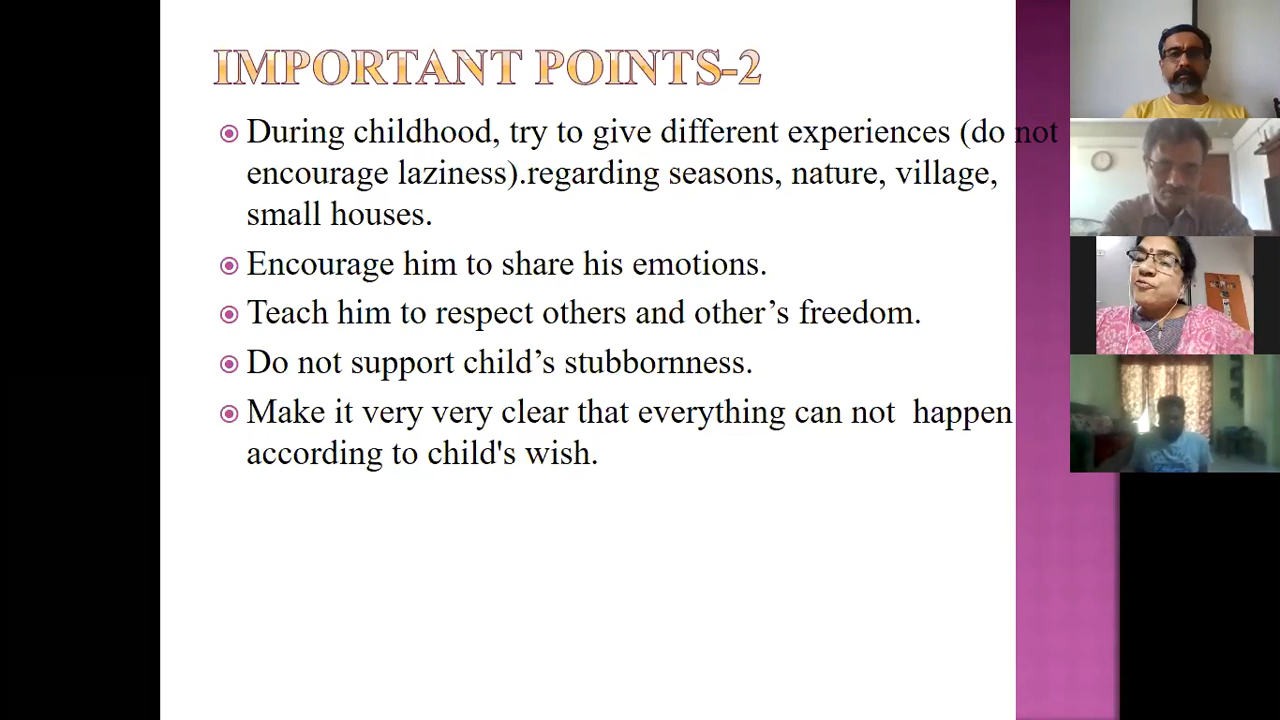 IMPORTANT POINTS-2
During childhood, try to give different experiences (do not
encourage laziness).regarding seasons, nature, village,
small houses.
Encourage him to share his emotions.
Teach him to respect others and other’s freedom.
Do not support child’s stubbornness.
Make it very very clear that everything can not  happen
according to child's wish.